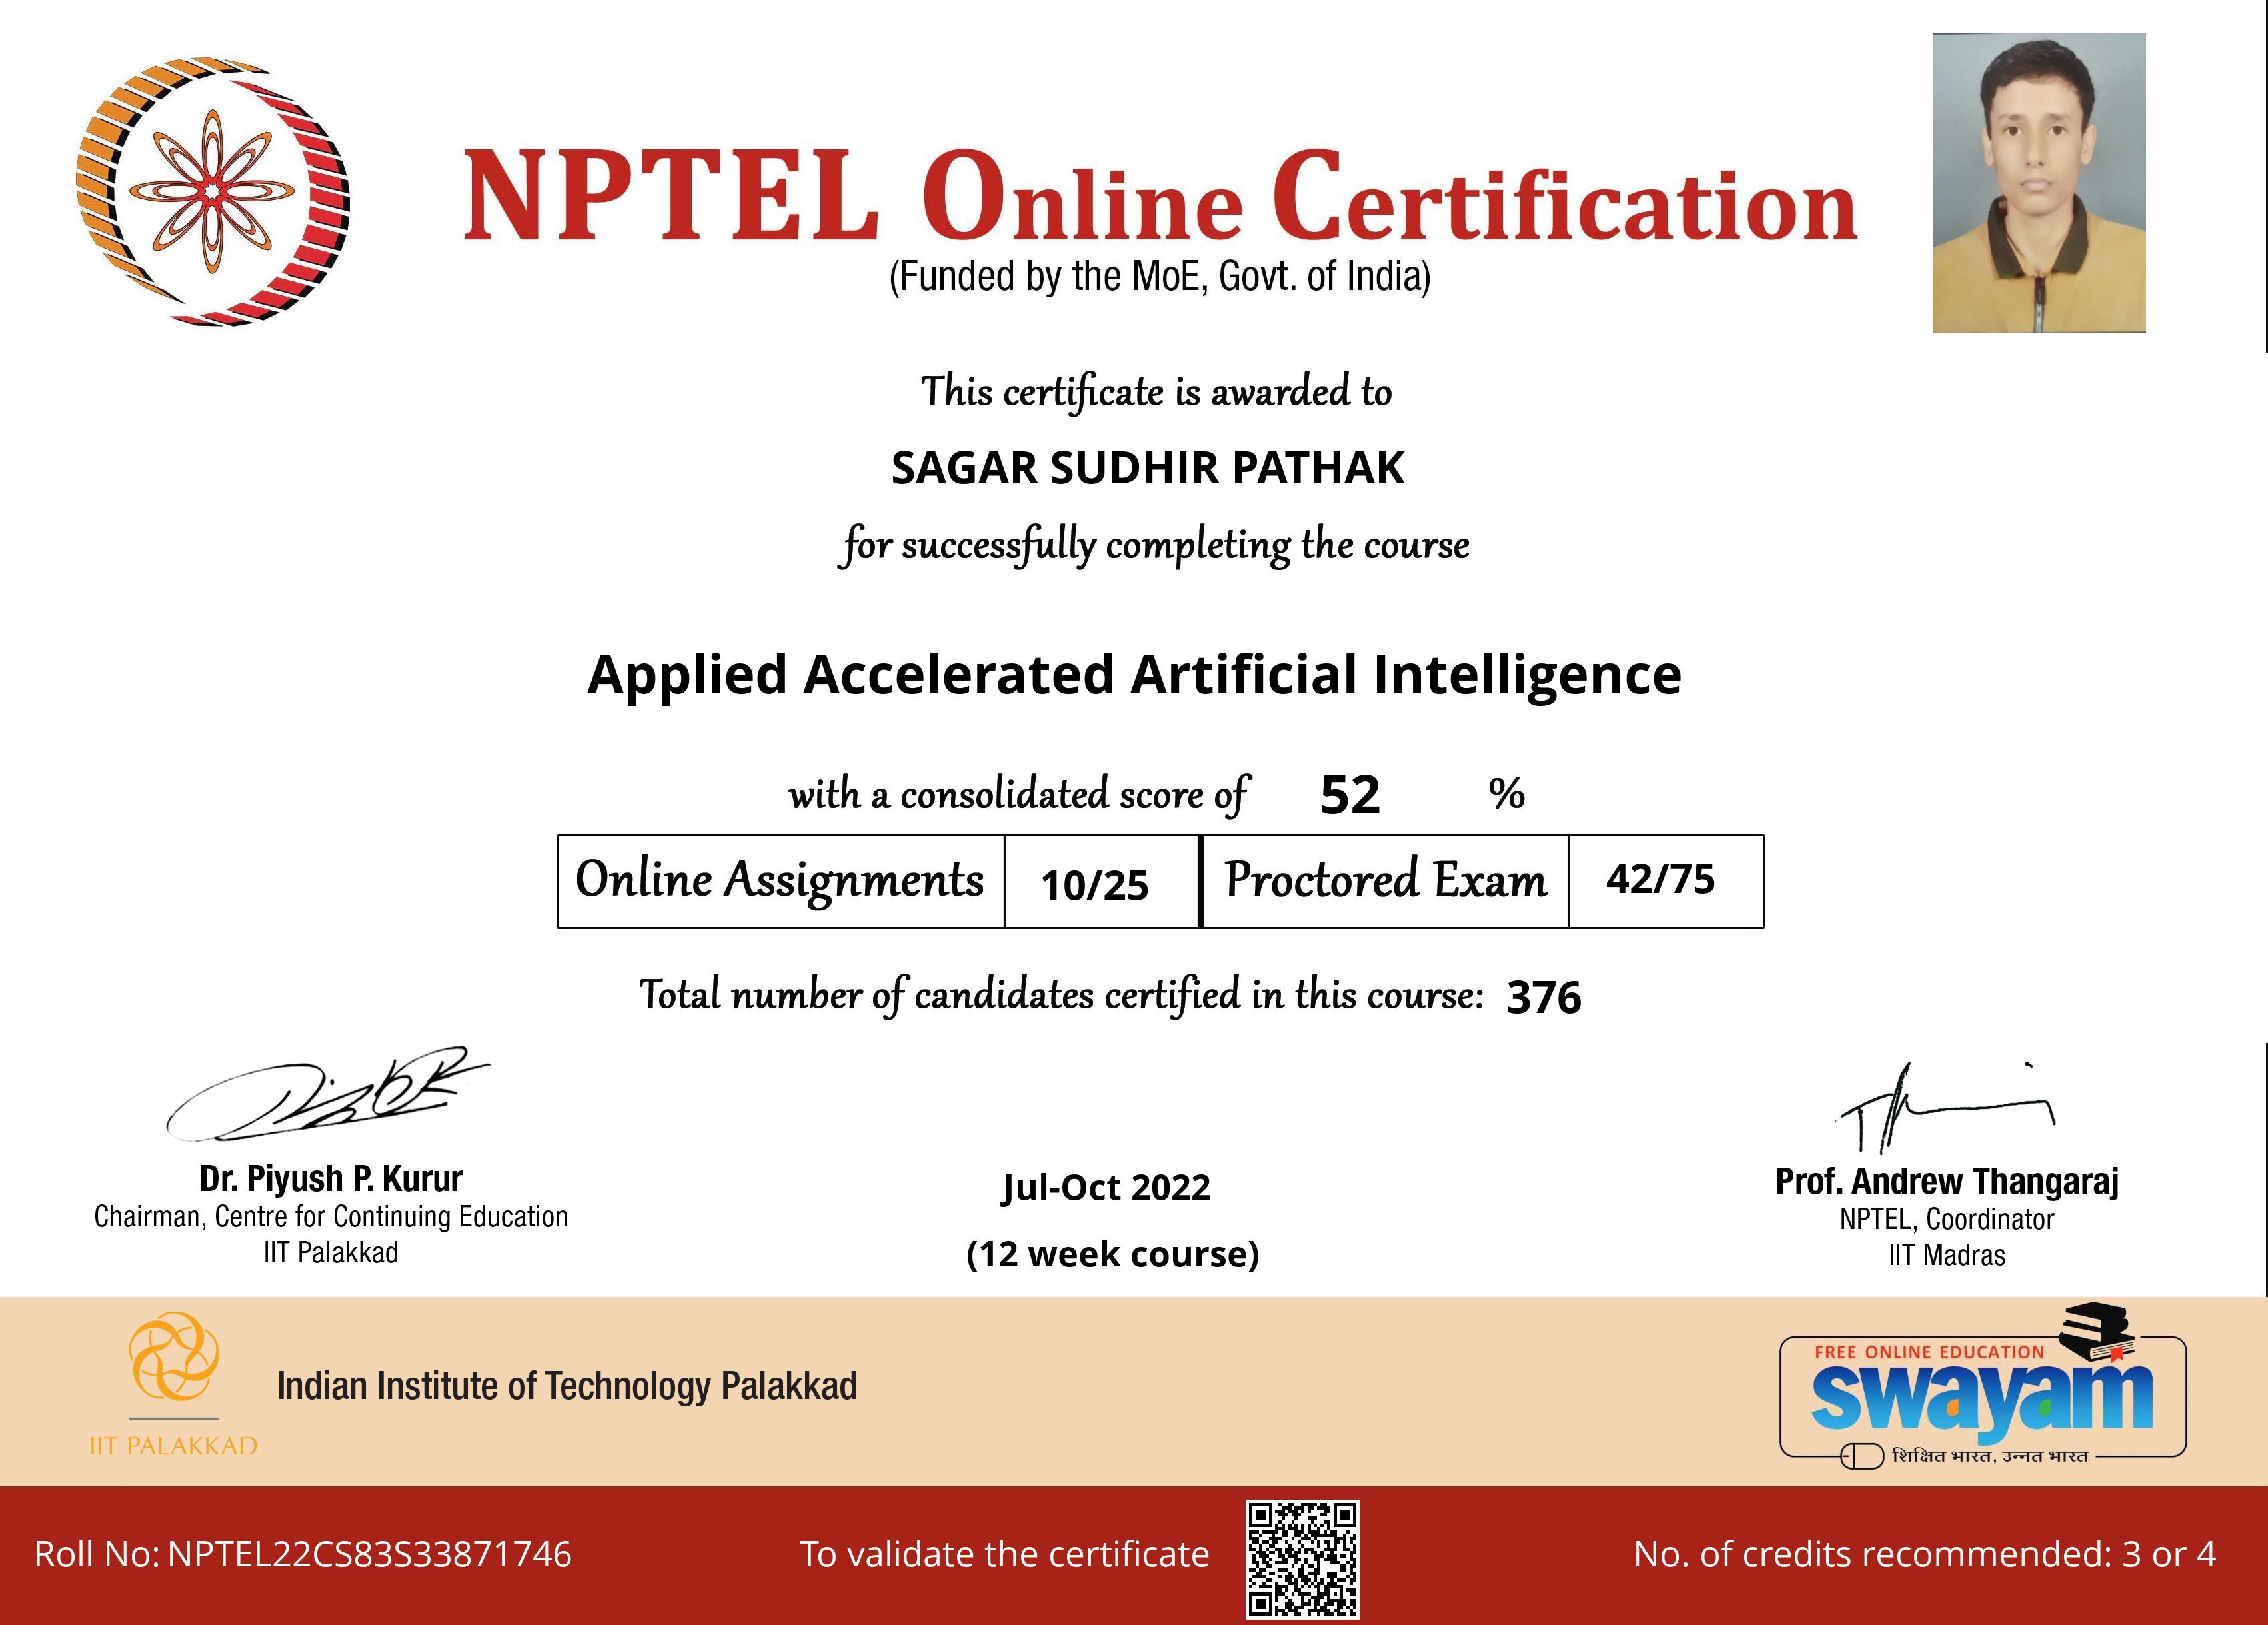 NPTEL Online Certification
(Funded by the MoE, Govt. of India)
This certificate is awarded to
SAGAR SUDHIR PATHAK
for successfully completing the course
Applied Accelerated Artificial Intelligence
with a consolidated score of 52 %
Online Assignments 10/25 Proctored Exam 42/75
Total number of candidates certified in this course: 376
Dr. Piyush P. Kurur
Chairman, Centre for Continuing Education
IIT Palakkad
Jul-Oct 2022
(12 week course)
Prof. Andrew Thangaraj
NPTEL, Coordinator
IIT Madras
IIT PALAKKAD
Indian Institute of Technology Palakkad
FREE ONLINE EDUCATION
swayam
शिक्षित भारत, उन्नत भारत
Roll No: NPTEL22CS83S33871746
To validate the certificate
No. of credits recommended: 3 or 4